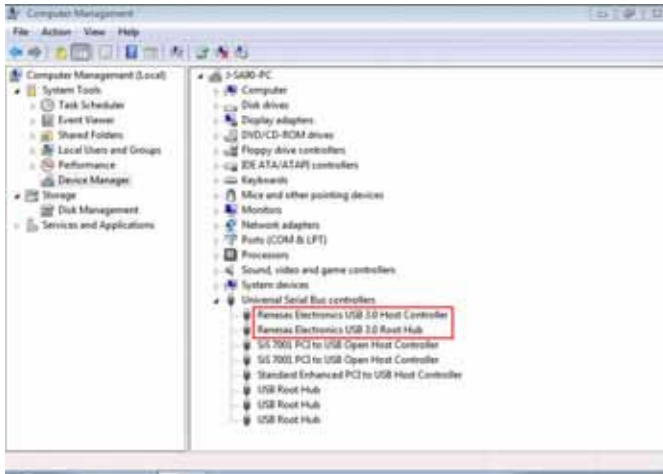 Computer Management
File Action View Help
Computer Management (Local)
System Tools
Task Scheduler
Event Viewer
Shared Folders
Local Users and Groups
Performance
Device Manager
Storage
Disk Management
Services and Applications
Computer
Disk drives
Display adapters
DVD/CD-ROM drives
Floppy drive controllers
IDE ATA/ATAPI controllers
Keyboards
Mice and other pointing devices
Monitors
Network adapters
Ports (COM & LPT)
Processors
Sound, video and game controllers
System devices
Universal Serial Bus controllers
Renesas Electronics USB 3.0 Host Controller
Renesas Electronics USB 3.0 Root Hub
SiS 7001 PCI to USB Open Host Controller
SiS 7001 PCI to USB Open Host Controller
Standard Enhanced PCI to USB Host Controller
USB Root Hub
USB Root Hub
USB Root Hub